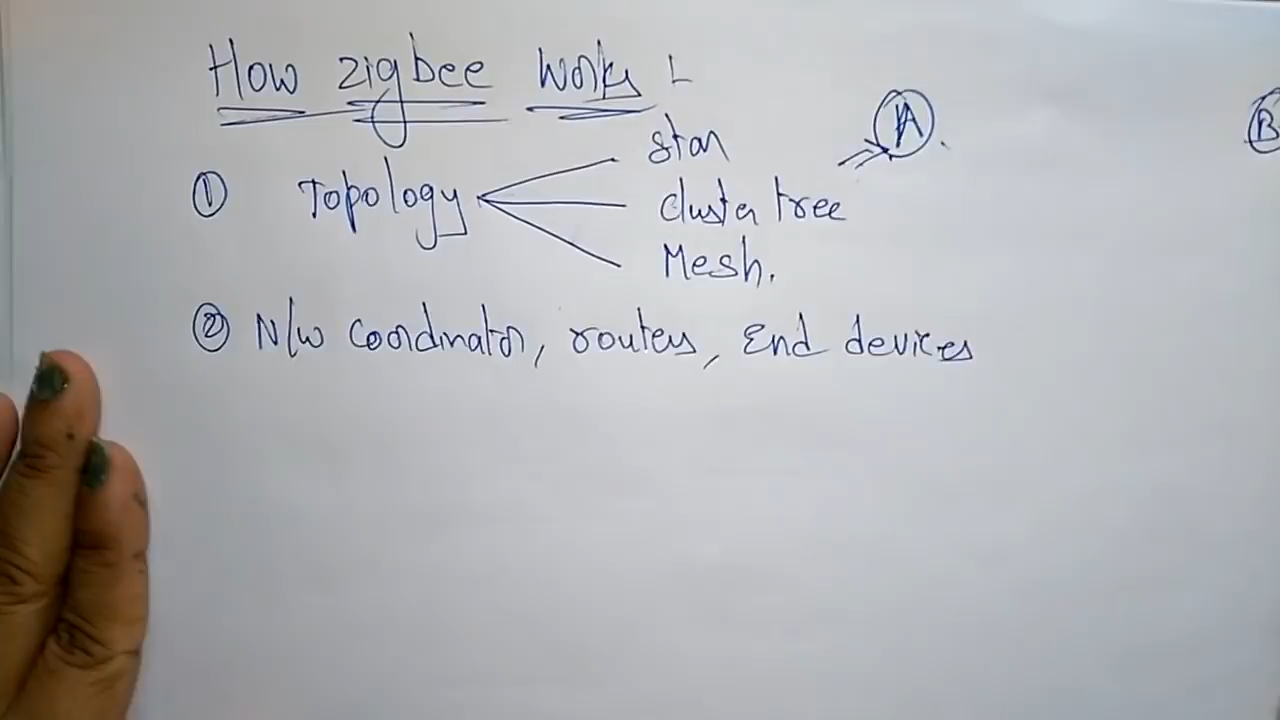 How zigbee works :-
① Topology
star
cluster tree
Mesh.
② N/w coordinator, routers, End devices
A
B